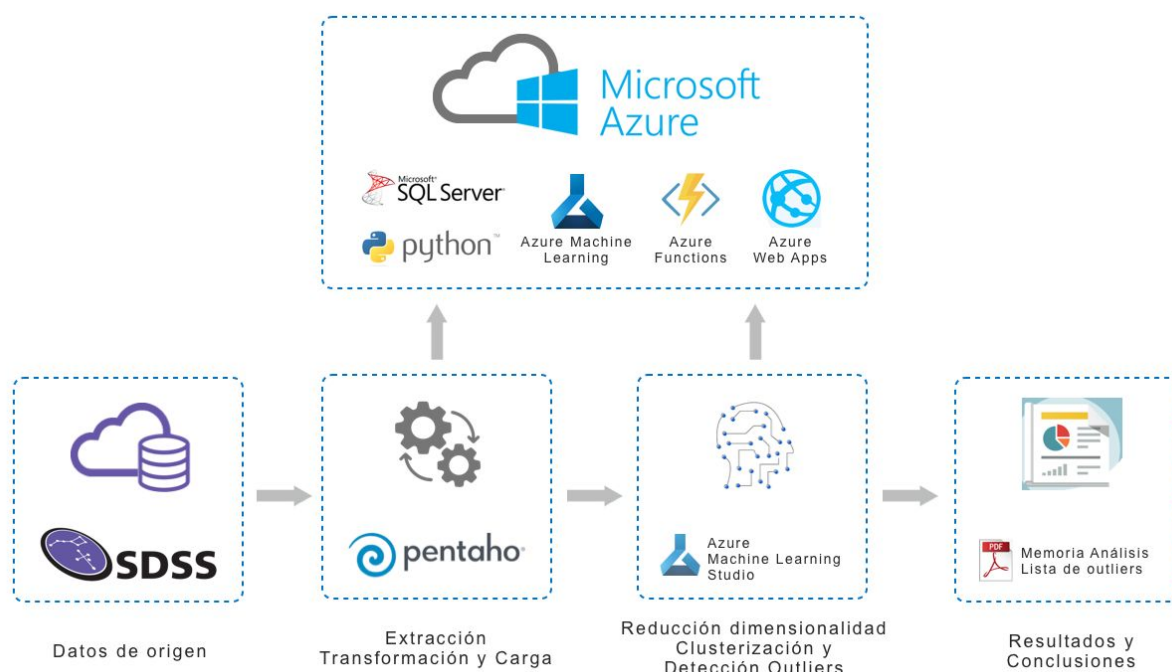 Microsoft
Azure
Microsoft®
SQL Server®
python™
Azure Machine
Learning
Azure
Functions
Azure
Web Apps
SDSS
pentaho
Azure
Machine Learning
Studio
PDF
Memoria Análisis
Lista de outliers
Datos de origen
Extracción
Transformación y Carga
Reducción dimensionalidad
Clusterización y
Detección Outliers
Resultados y
Conclusiones